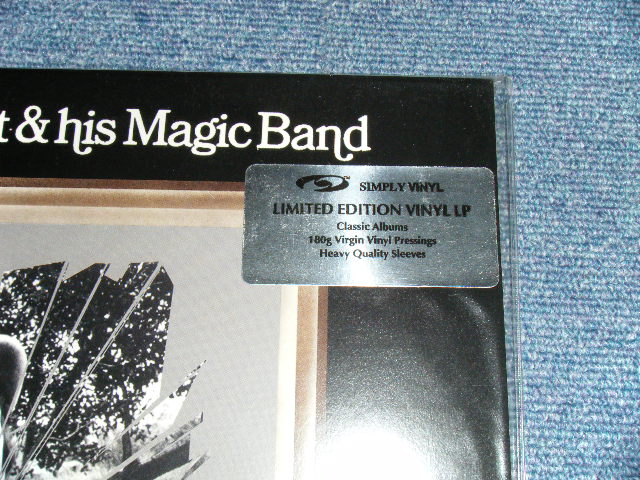 t & his Magic Band
SIMPLY VINYL
LIMITED EDITION VINYL LP
Classic Albums
180g Virgin Vinyl Pressings
Heavy Quality Sleeves